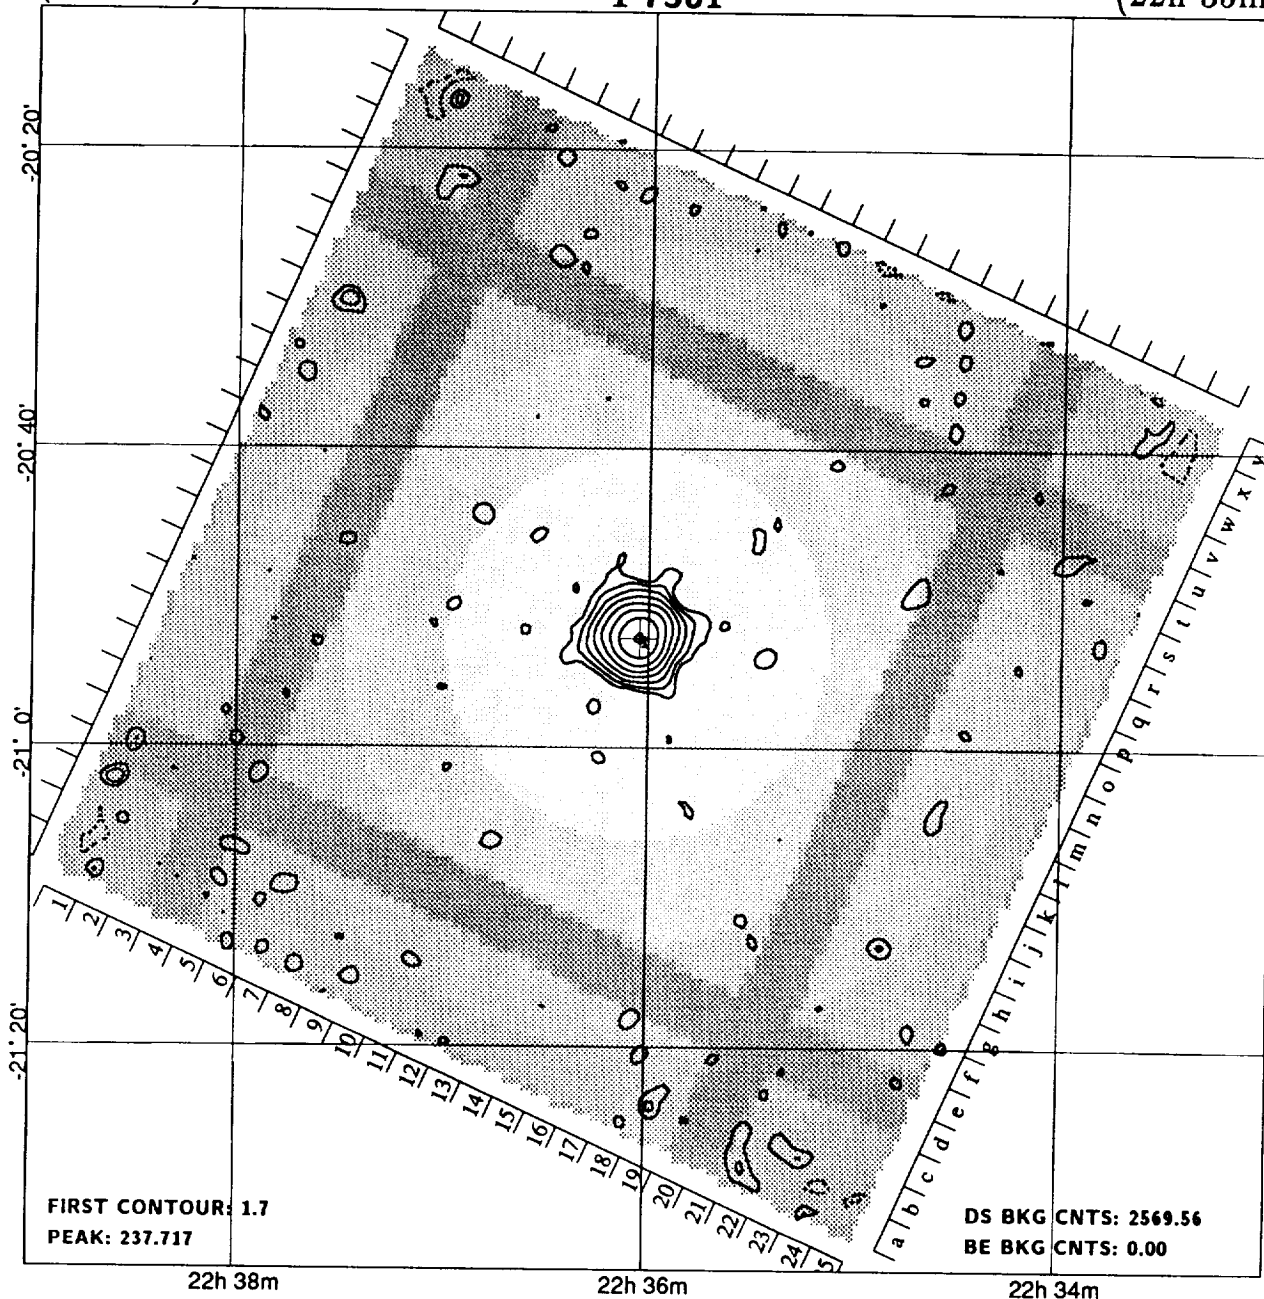 -20° 20'
-20° 40'
-21° 0'
-21° 20'
1 2 3 4 5 6 7 8 9 10 11 12 13 14 15 16 17 18 19 20 21 22 23 24
a b c d e f g h i j k l m n o p q r s t u v w x y
FIRST CONTOUR: 1.7
PEAK: 237.717
DS BKG CNTS: 2569.56
BE BKG CNTS: 0.00
22h 38m
22h 36m
22h 34m